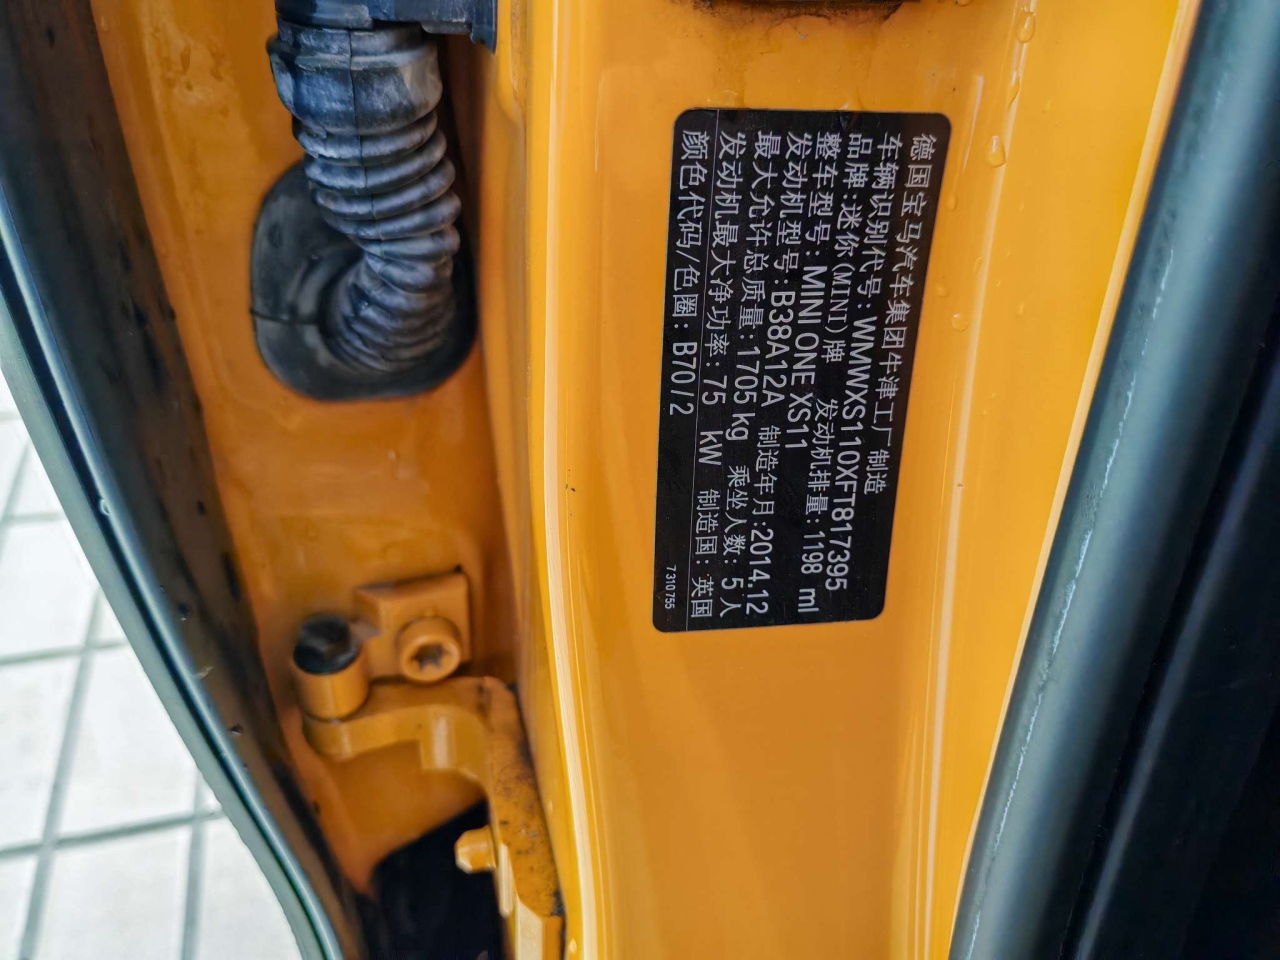 德国宝马汽车集团牛津工厂制造
车辆识别代号: WMWWXS110XFT817395
品牌:迷你(MINI)牌 发动机排量:1198 ml
整车型号: MINI ONE XS11
发动机型号:B38A12A 制造年月:2014.12
最大允许总质量:1705 kg 乘坐人数: 5人
发动机最大净功率: 75 kW 制造国: 英国
颜色代码/色圈: B70/2
7310755